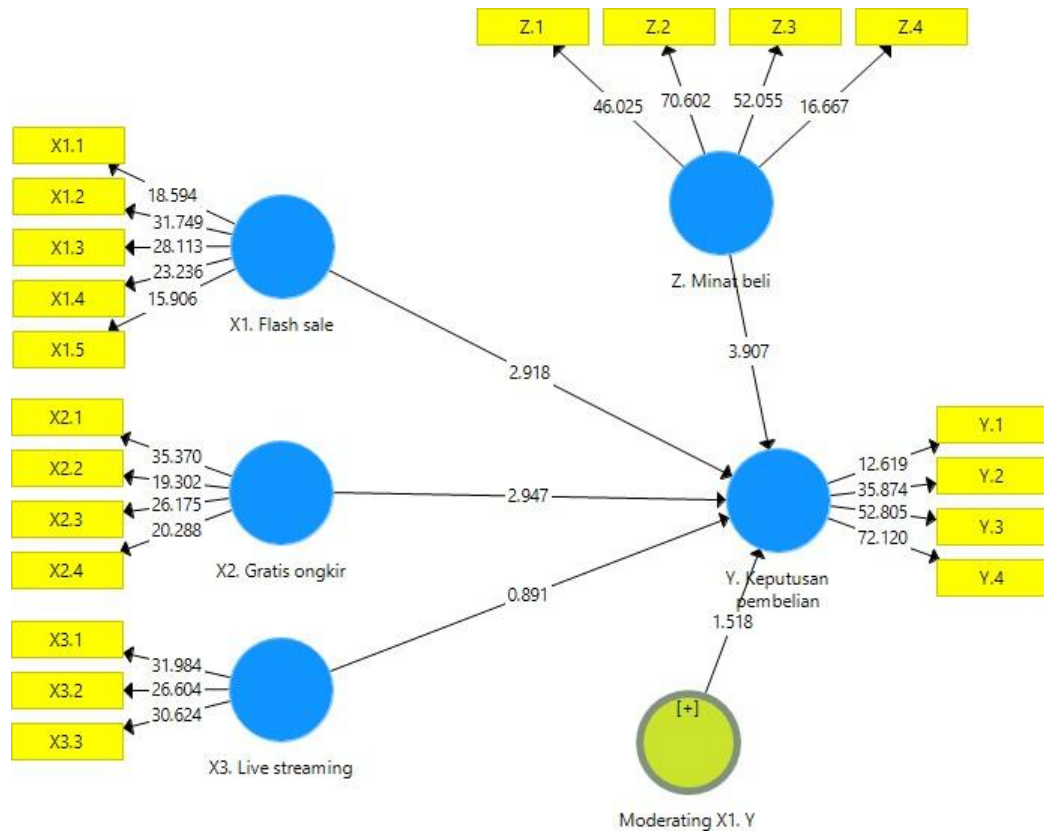 Z.1
Z.2
Z.3
Z.4
46.025
70.602
52.055
16.667
Z. Minat beli
3.907
X1.1
X1.2
X1.3
X1.4
X1.5
18.594
31.749
28.113
23.236
15.906
X1. Flash sale
2.918
X2.1
X2.2
X2.3
X2.4
35.370
19.302
26.175
20.288
X2. Gratis ongkir
2.947
X3.1
X3.2
X3.3
31.984
26.604
30.624
X3. Live streaming
0.891
Y.1
Y.2
Y.3
Y.4
12.619
35.874
52.805
72.120
Y. Keputusan
pembelian
1.518
[+]
Moderating X1. Y